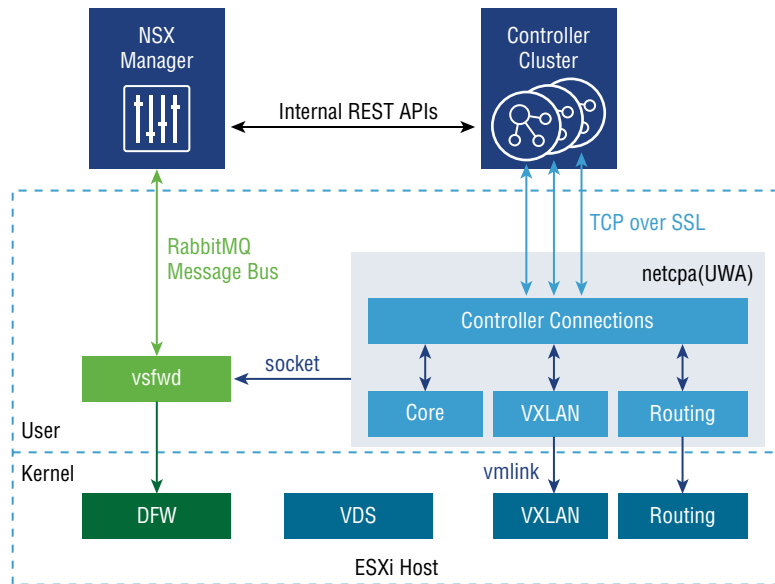 NSX
Manager
Controller
Cluster
Internal REST APIs
RabbitMQ
Message Bus
TCP over SSL
netcpa(UWA)
Controller Connections
socket
vsfwd
Core
VXLAN
Routing
User
Kernel
vmlink
DFW
VDS
VXLAN
Routing
ESXi Host